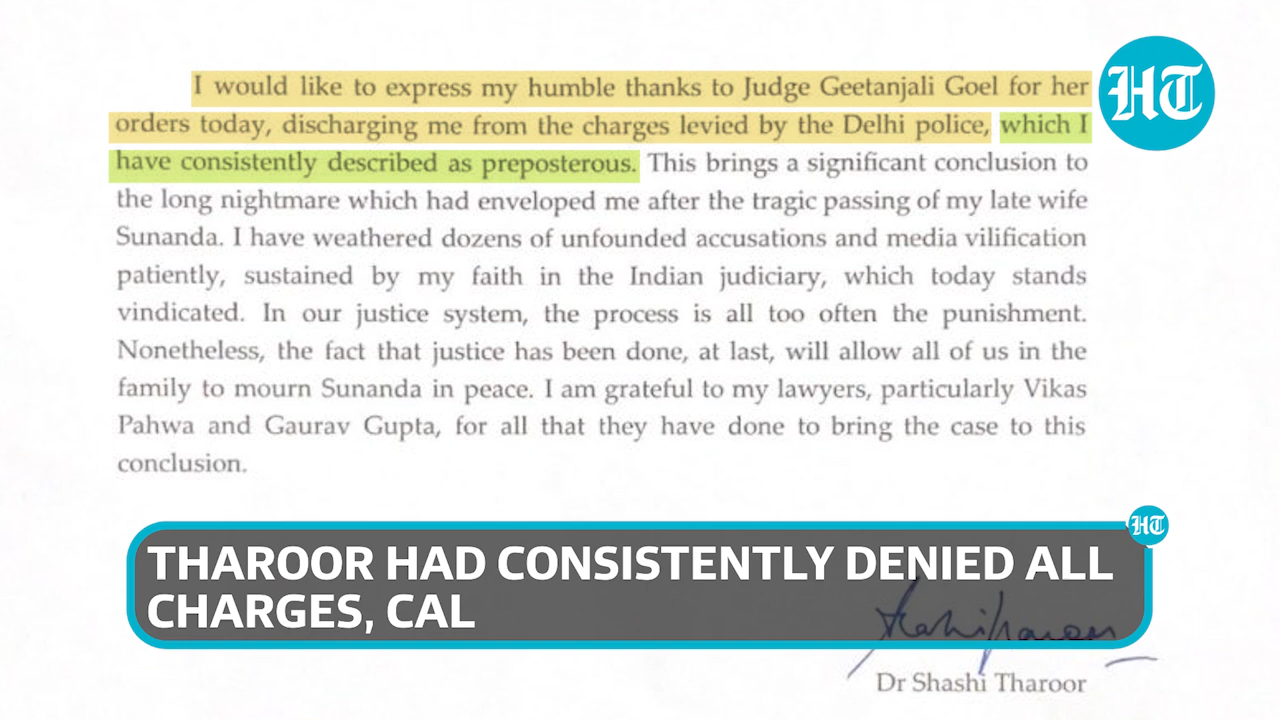 I would like to express my humble thanks to Judge Geetanjali Goel for her
orders today, discharging me from the charges levied by the Delhi police, which I
have consistently described as preposterous. This brings a significant conclusion to
the long nightmare which had enveloped me after the tragic passing of my late wife
Sunanda. I have weathered dozens of unfounded accusations and media vilification
patiently, sustained by my faith in the Indian judiciary, which today stands
vindicated. In our justice system, the process is all too often the punishment.
Nonetheless, the fact that justice has been done, at last, will allow all of us in the
family to mourn Sunanda in peace. I am grateful to my lawyers, particularly Vikas
Pahwa and Gaurav Gupta, for all that they have done to bring the case to this
conclusion.
HT
HT
THAROOR HAD CONSISTENTLY DENIED ALL
CHARGES, CAL
Shashi Tharoor
Dr Shashi Tharoor